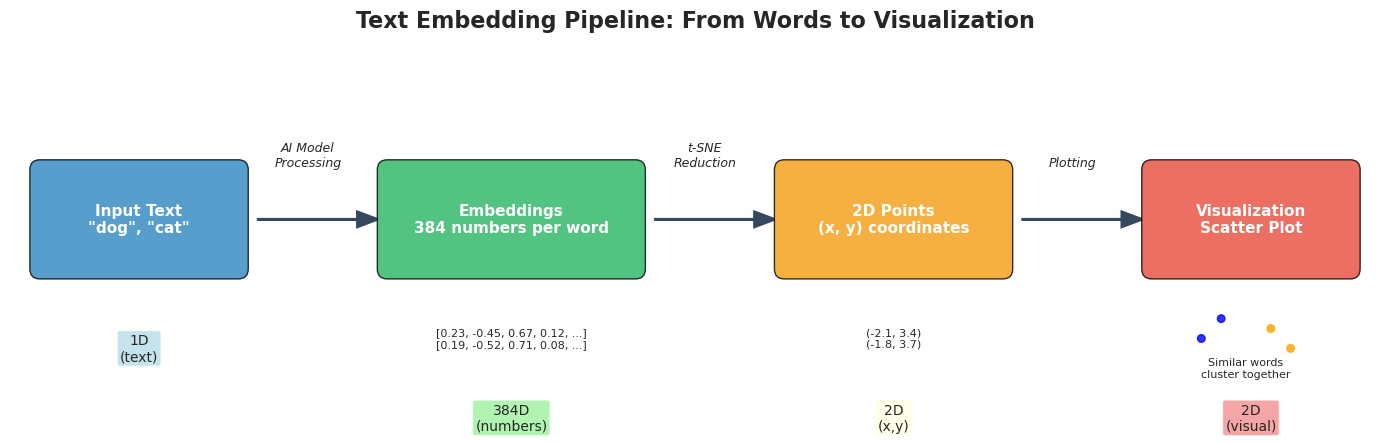 Text Embedding Pipeline: From Words to Visualization
AI Model
Processing
t-SNE
Reduction
Plotting
Input Text
"dog", "cat"
Embeddings
384 numbers per word
2D Points
(x, y) coordinates
Visualization
Scatter Plot
1D
(text)
[0.23, -0.45, 0.67, 0.12, ...]
[0.19, -0.52, 0.71, 0.08, ...]
(-2.1, 3.4)
(-1.8, 3.7)
Similar words
cluster together
384D
(numbers)
2D
(x,y)
2D
(visual)